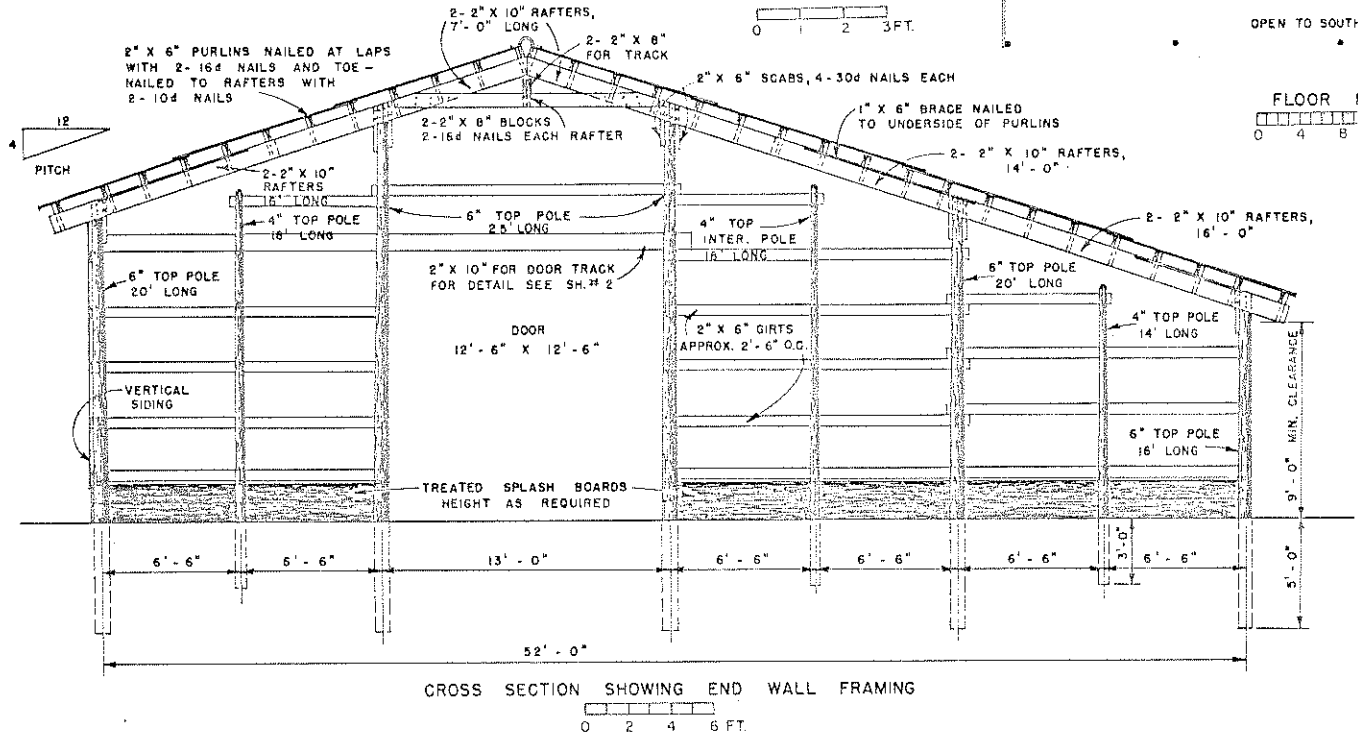 0 1 2 3 FT.
OPEN TO SOUTH
2- 2" X 10" RAFTERS,
7'- 0" LONG
2- 2" X 8"
FOR TRACK
2" X 6" PURLINS NAILED AT LAPS
WITH 2- 16d NAILS AND TOE-
NAILED TO RAFTERS WITH
2- 10d NAILS
2" X 6" SCABS, 4-30d NAILS EACH
1" X 6" BRACE NAILED
TO UNDERSIDE OF PURLINS
FLOOR
0 4 8
12
4
PITCH
2-2" X 8" BLOCKS
2-16d NAILS EACH RAFTER
2- 2" X 10" RAFTERS,
14'- 0"
2-2" X 10"
RAFTERS
16' LONG
2- 2" X 10" RAFTERS,
16' - 0"
4" TOP POLE
18' LONG
6" TOP POLE
25' LONG
4" TOP
INTER. POLE
18' LONG
6" TOP POLE
20' LONG
2" X 10" FOR DOOR TRACK
FOR DETAIL SEE SH.# 2
6" TOP POLE
20' LONG
4" TOP POLE
14' LONG
DOOR
12' - 6" X 12' - 6"
2" X 6" GIRTS
APPROX. 2'- 6" O.C.
VERTICAL
SIDING
9'- 0" MIN. CLEARANCE
6" TOP POLE
16' LONG
TREATED SPLASH BOARDS
HEIGHT AS REQUIRED
6' - 6"
6' - 6"
13' - 0"
6' - 6"
6' - 6"
6' - 6"
3'-0"
6' - 6"
5'- 0"
52' - 0"
CROSS SECTION SHOWING END WALL FRAMING
0 2 4 6 FT.